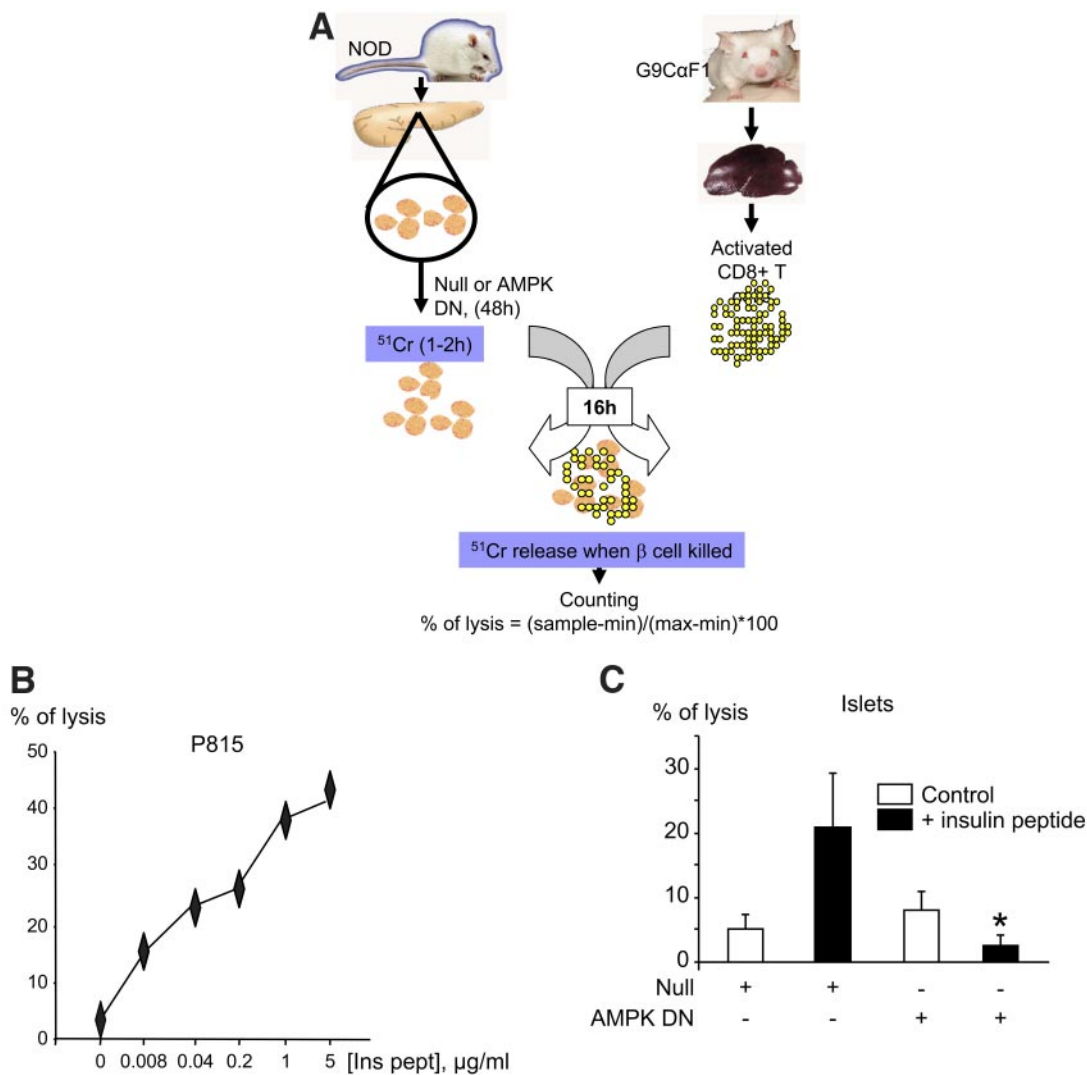 A
NOD
G9CαF1
Null or AMPK
DN, (48h)
Activated
CD8+ T
⁵¹Cr (1-2h)
16h
⁵¹Cr release when β cell killed
Counting
% of lysis = (sample-min)/(max-min)*100
B
% of lysis
P815
50
40
30
20
10
0
0 0.008 0.04 0.2 1 5 [Ins pept], μg/ml
C
% of lysis
Islets
30
20
10
0
Control
+ insulin peptide
*
Null + + - -
AMPK DN - - + +